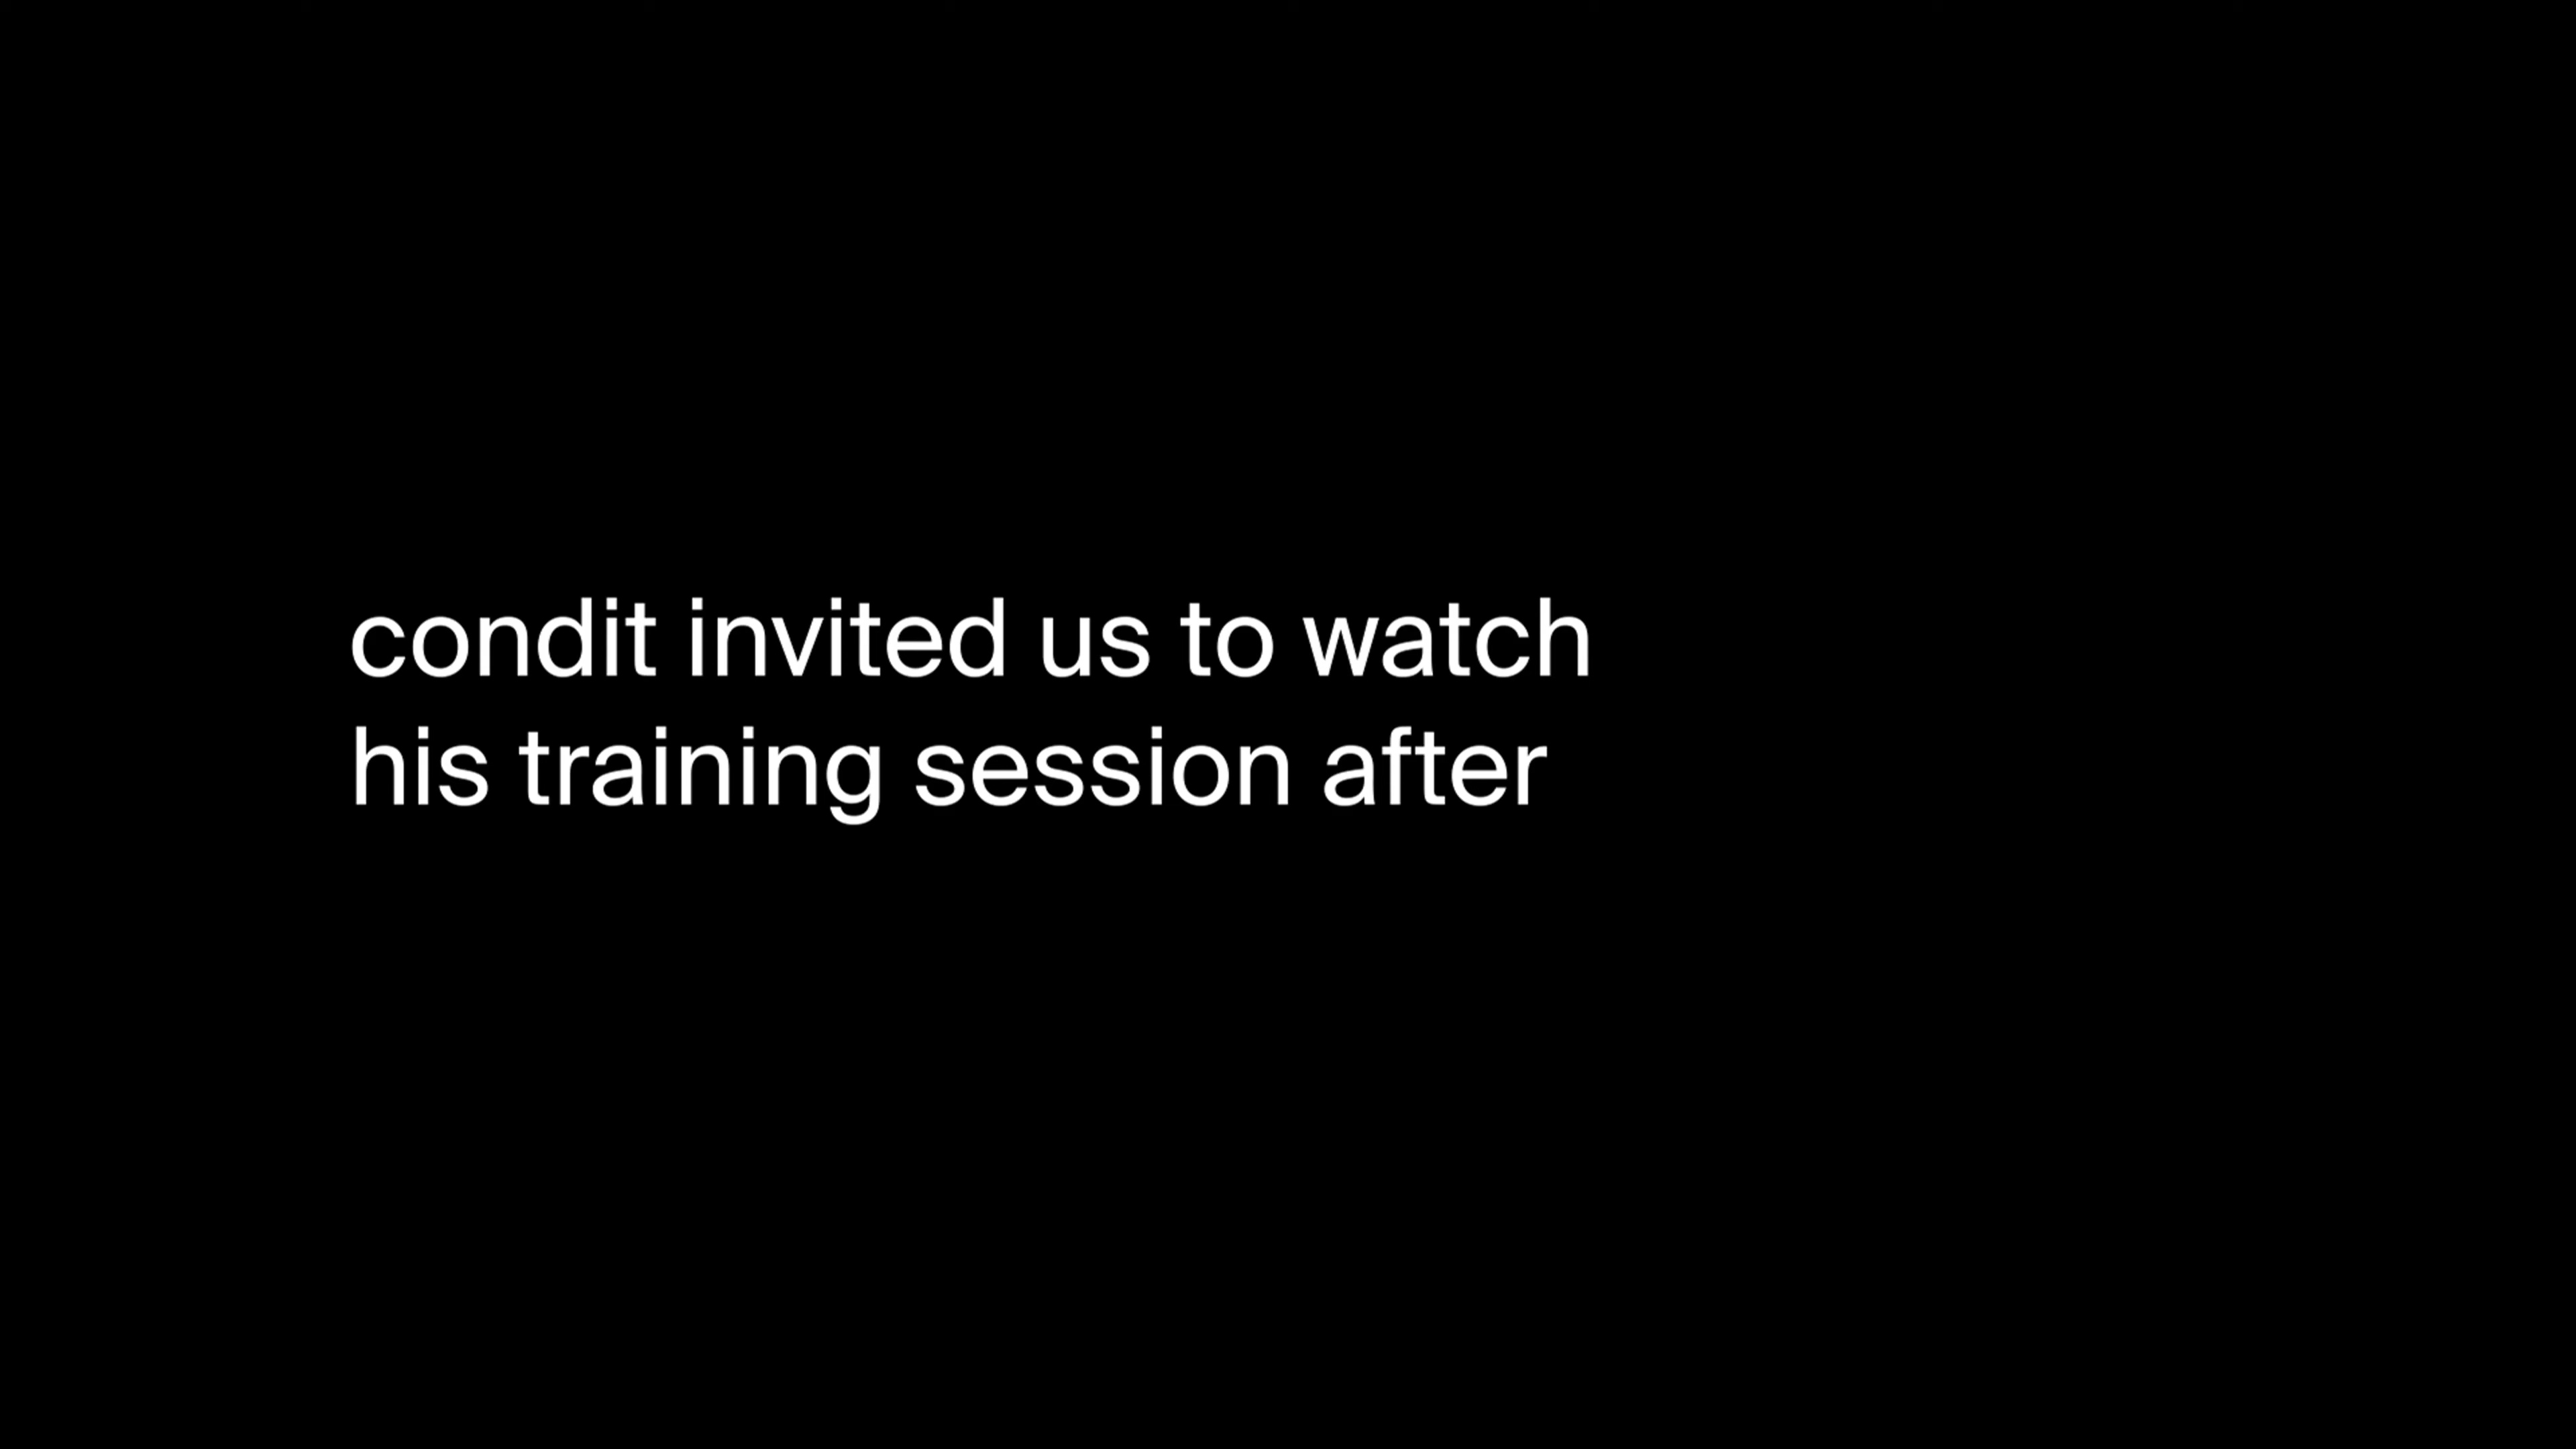 condit invited us to watch
his training session after